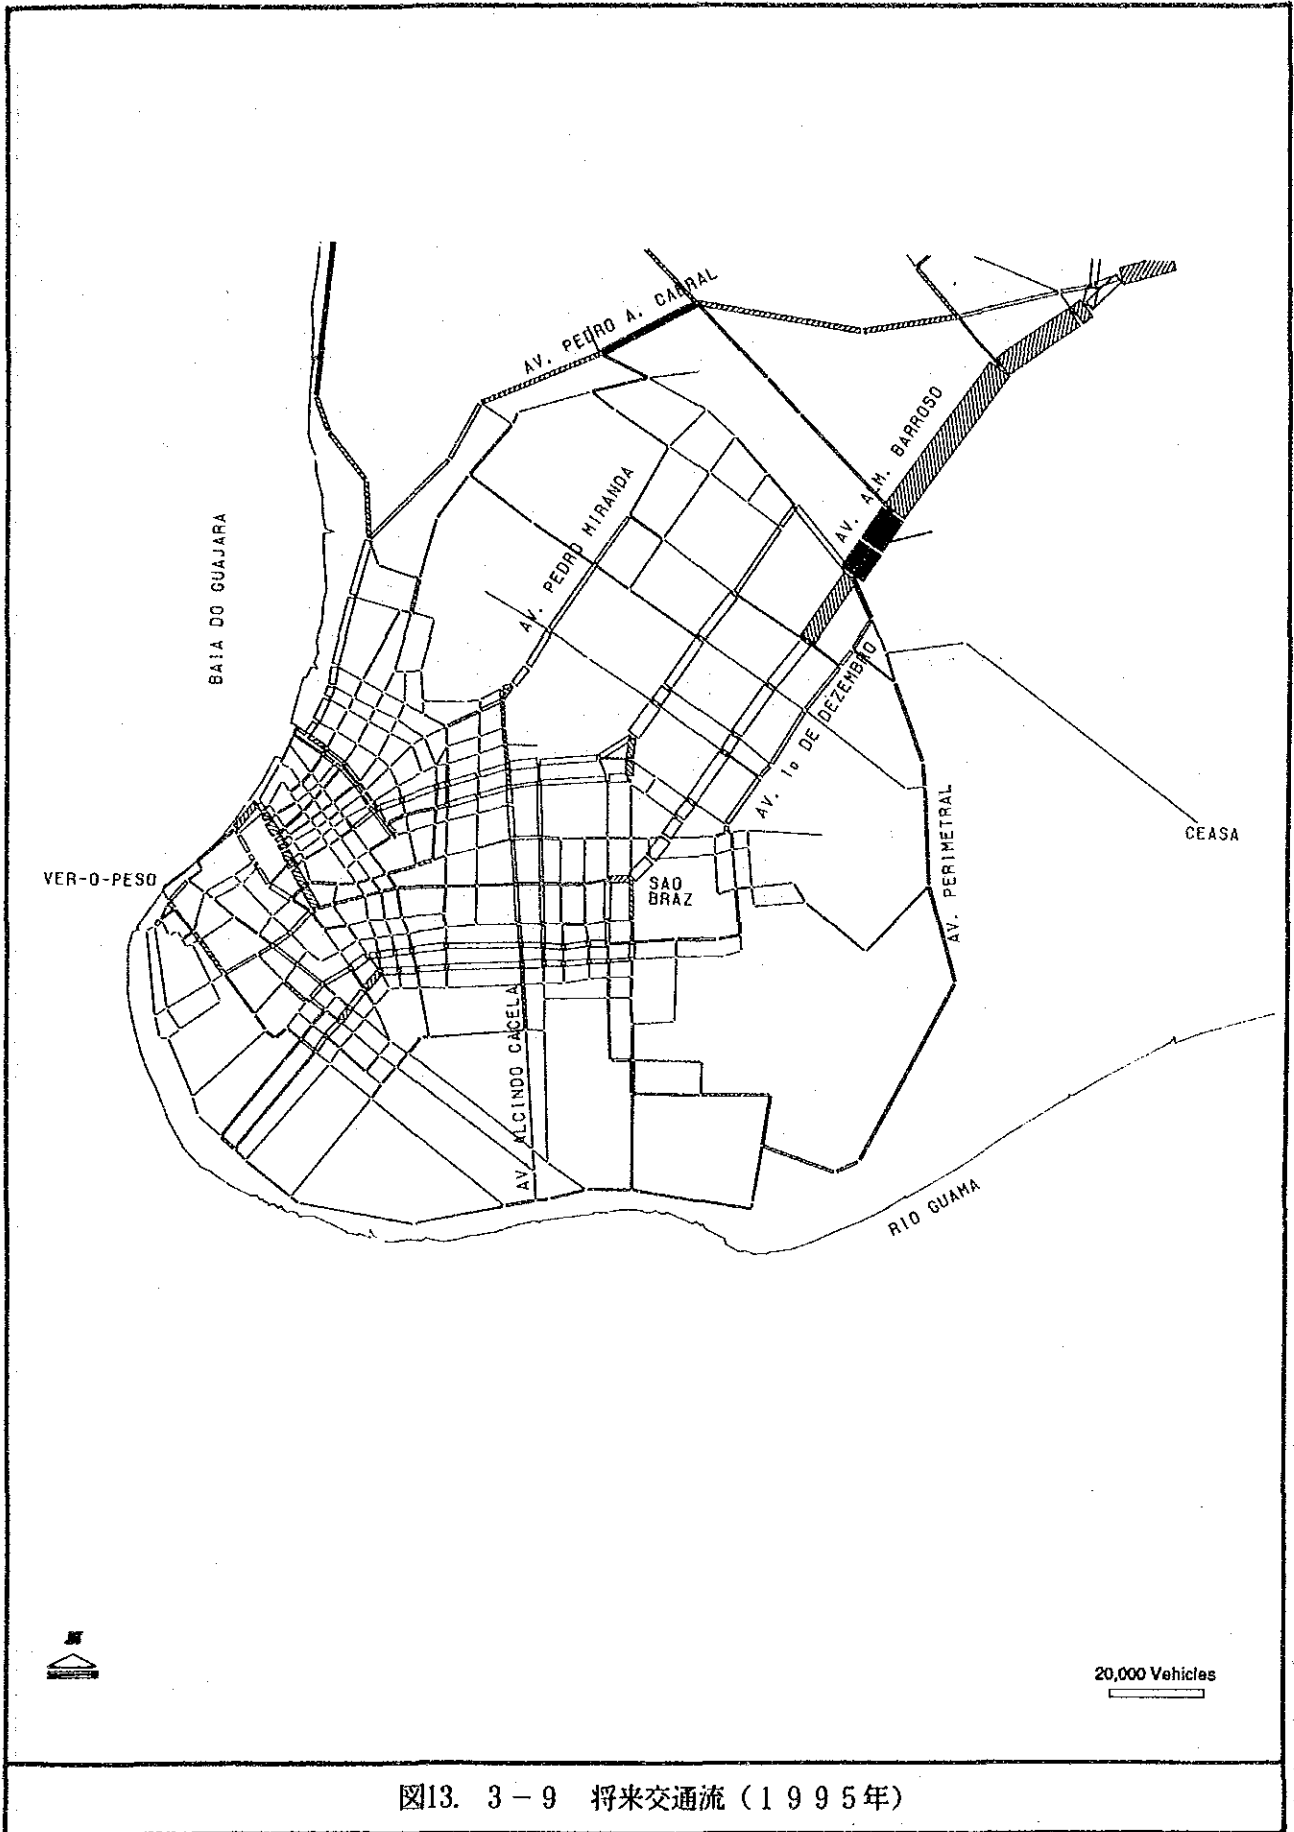 AV. PEDRO A. CABRAL
AV. ALM. BARROSO
AV. PEDRO MIRANDA
BAIA DO GUAJARA
AV. 1o DE DEZEMBRO
AV. PERIMETRAL
CEASA
VER-O-PESO
SAO
BRAZ
AV. ALCINDO CACELA
RIO GUAMA
N
20,000 Vehicles
図13. 3-9 将来交通流(1995年)